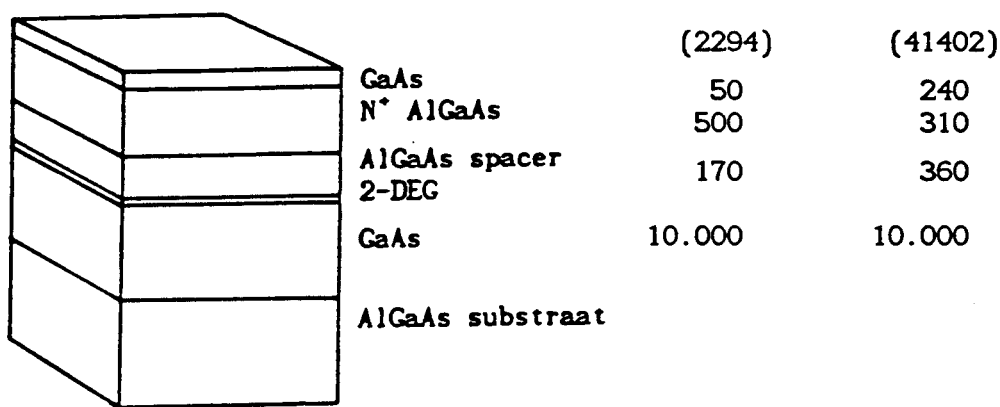 (2294) (41402)
GaAs 50 240
N⁺ AlGaAs 500 310
AlGaAs spacer 170 360
2-DEG
GaAs 10.000 10.000
AlGaAs substraat